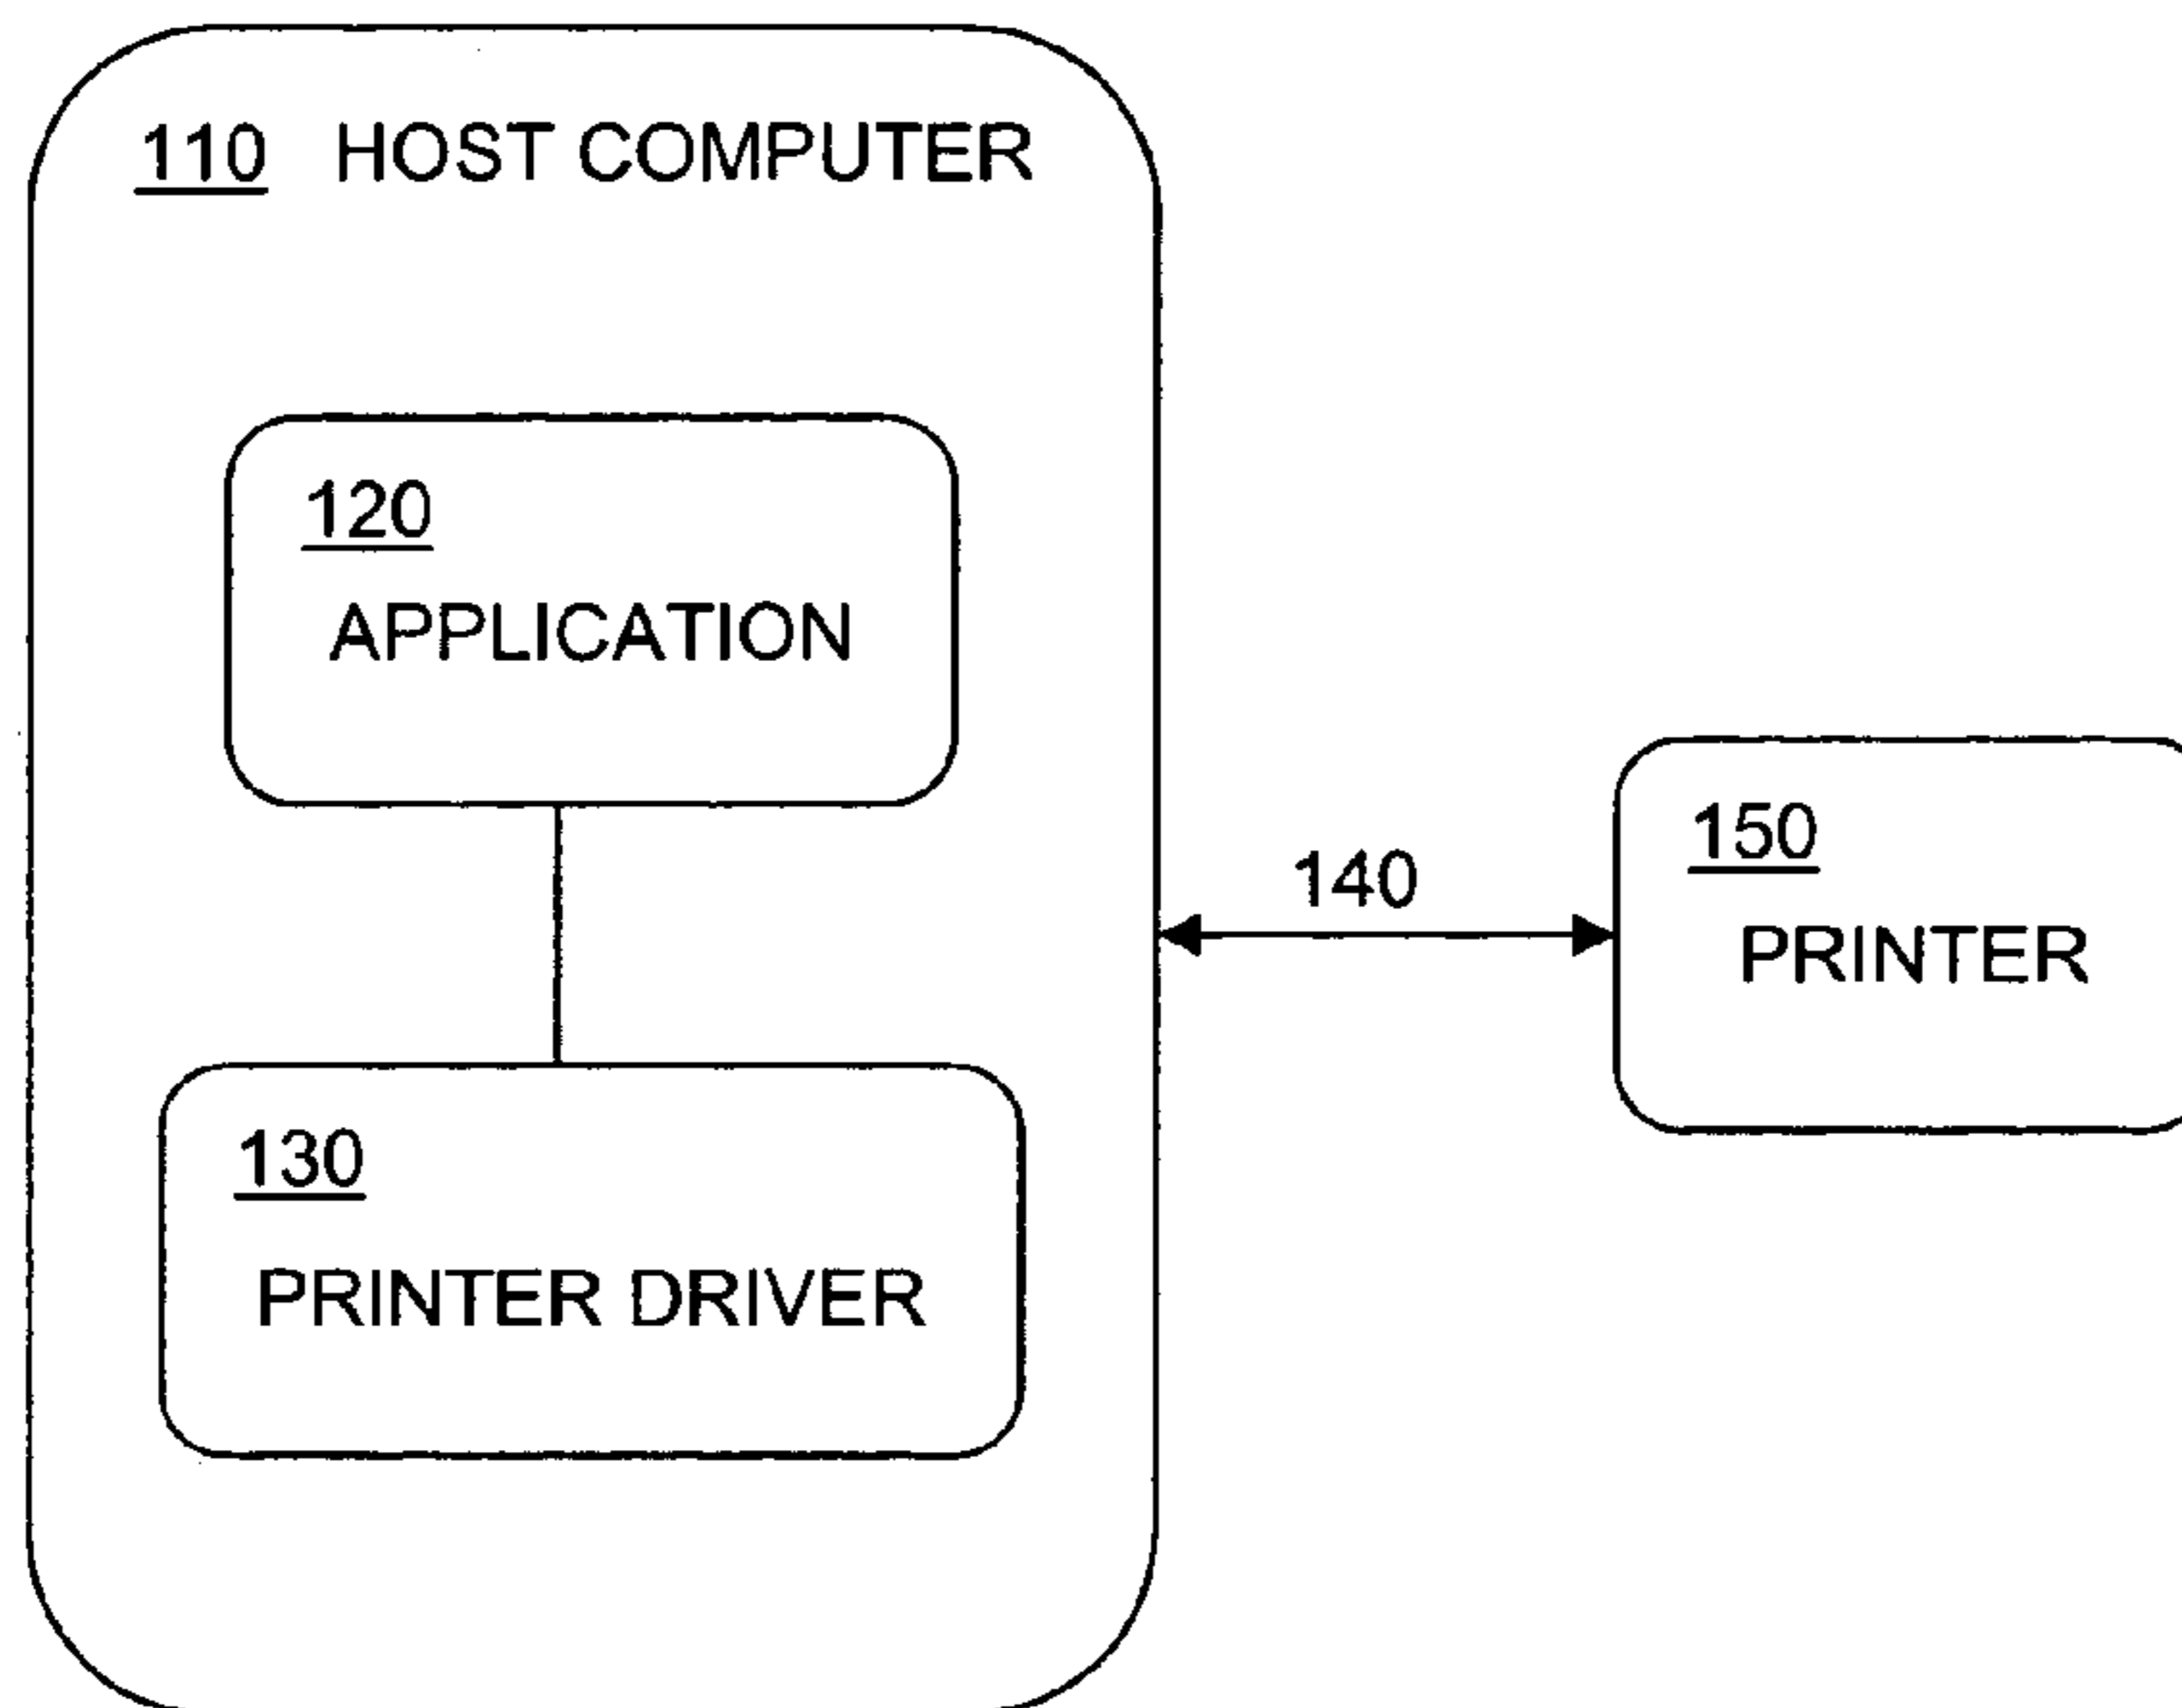 110 HOST COMPUTER
120
APPLICATION
140
150
PRINTER
130
PRINTER DRIVER